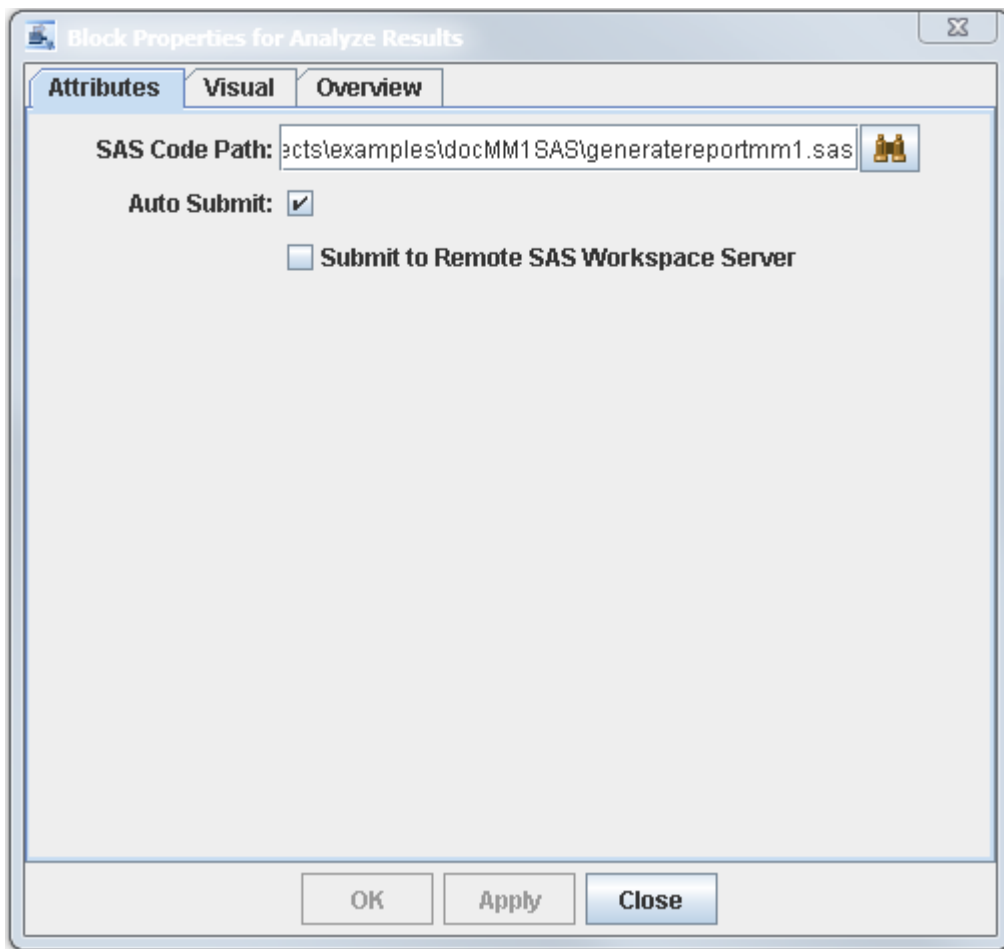 Block Properties for Analyze Results
Attributes Visual Overview
SAS Code Path: ects\examples\docMM1SAS\generatereportmm1.sas
Auto Submit:
Submit to Remote SAS Workspace Server
OK Apply Close